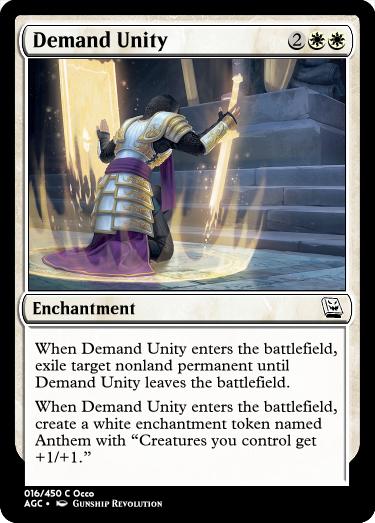 Demand Unity 2
Enchantment
When Demand Unity enters the battlefield,
exile target nonland permanent until
Demand Unity leaves the battlefield.
When Demand Unity enters the battlefield,
create a white enchantment token named
Anthem with “Creatures you control get
+1/+1.”
016/450 C Occo
AGC • Gunship Revolution